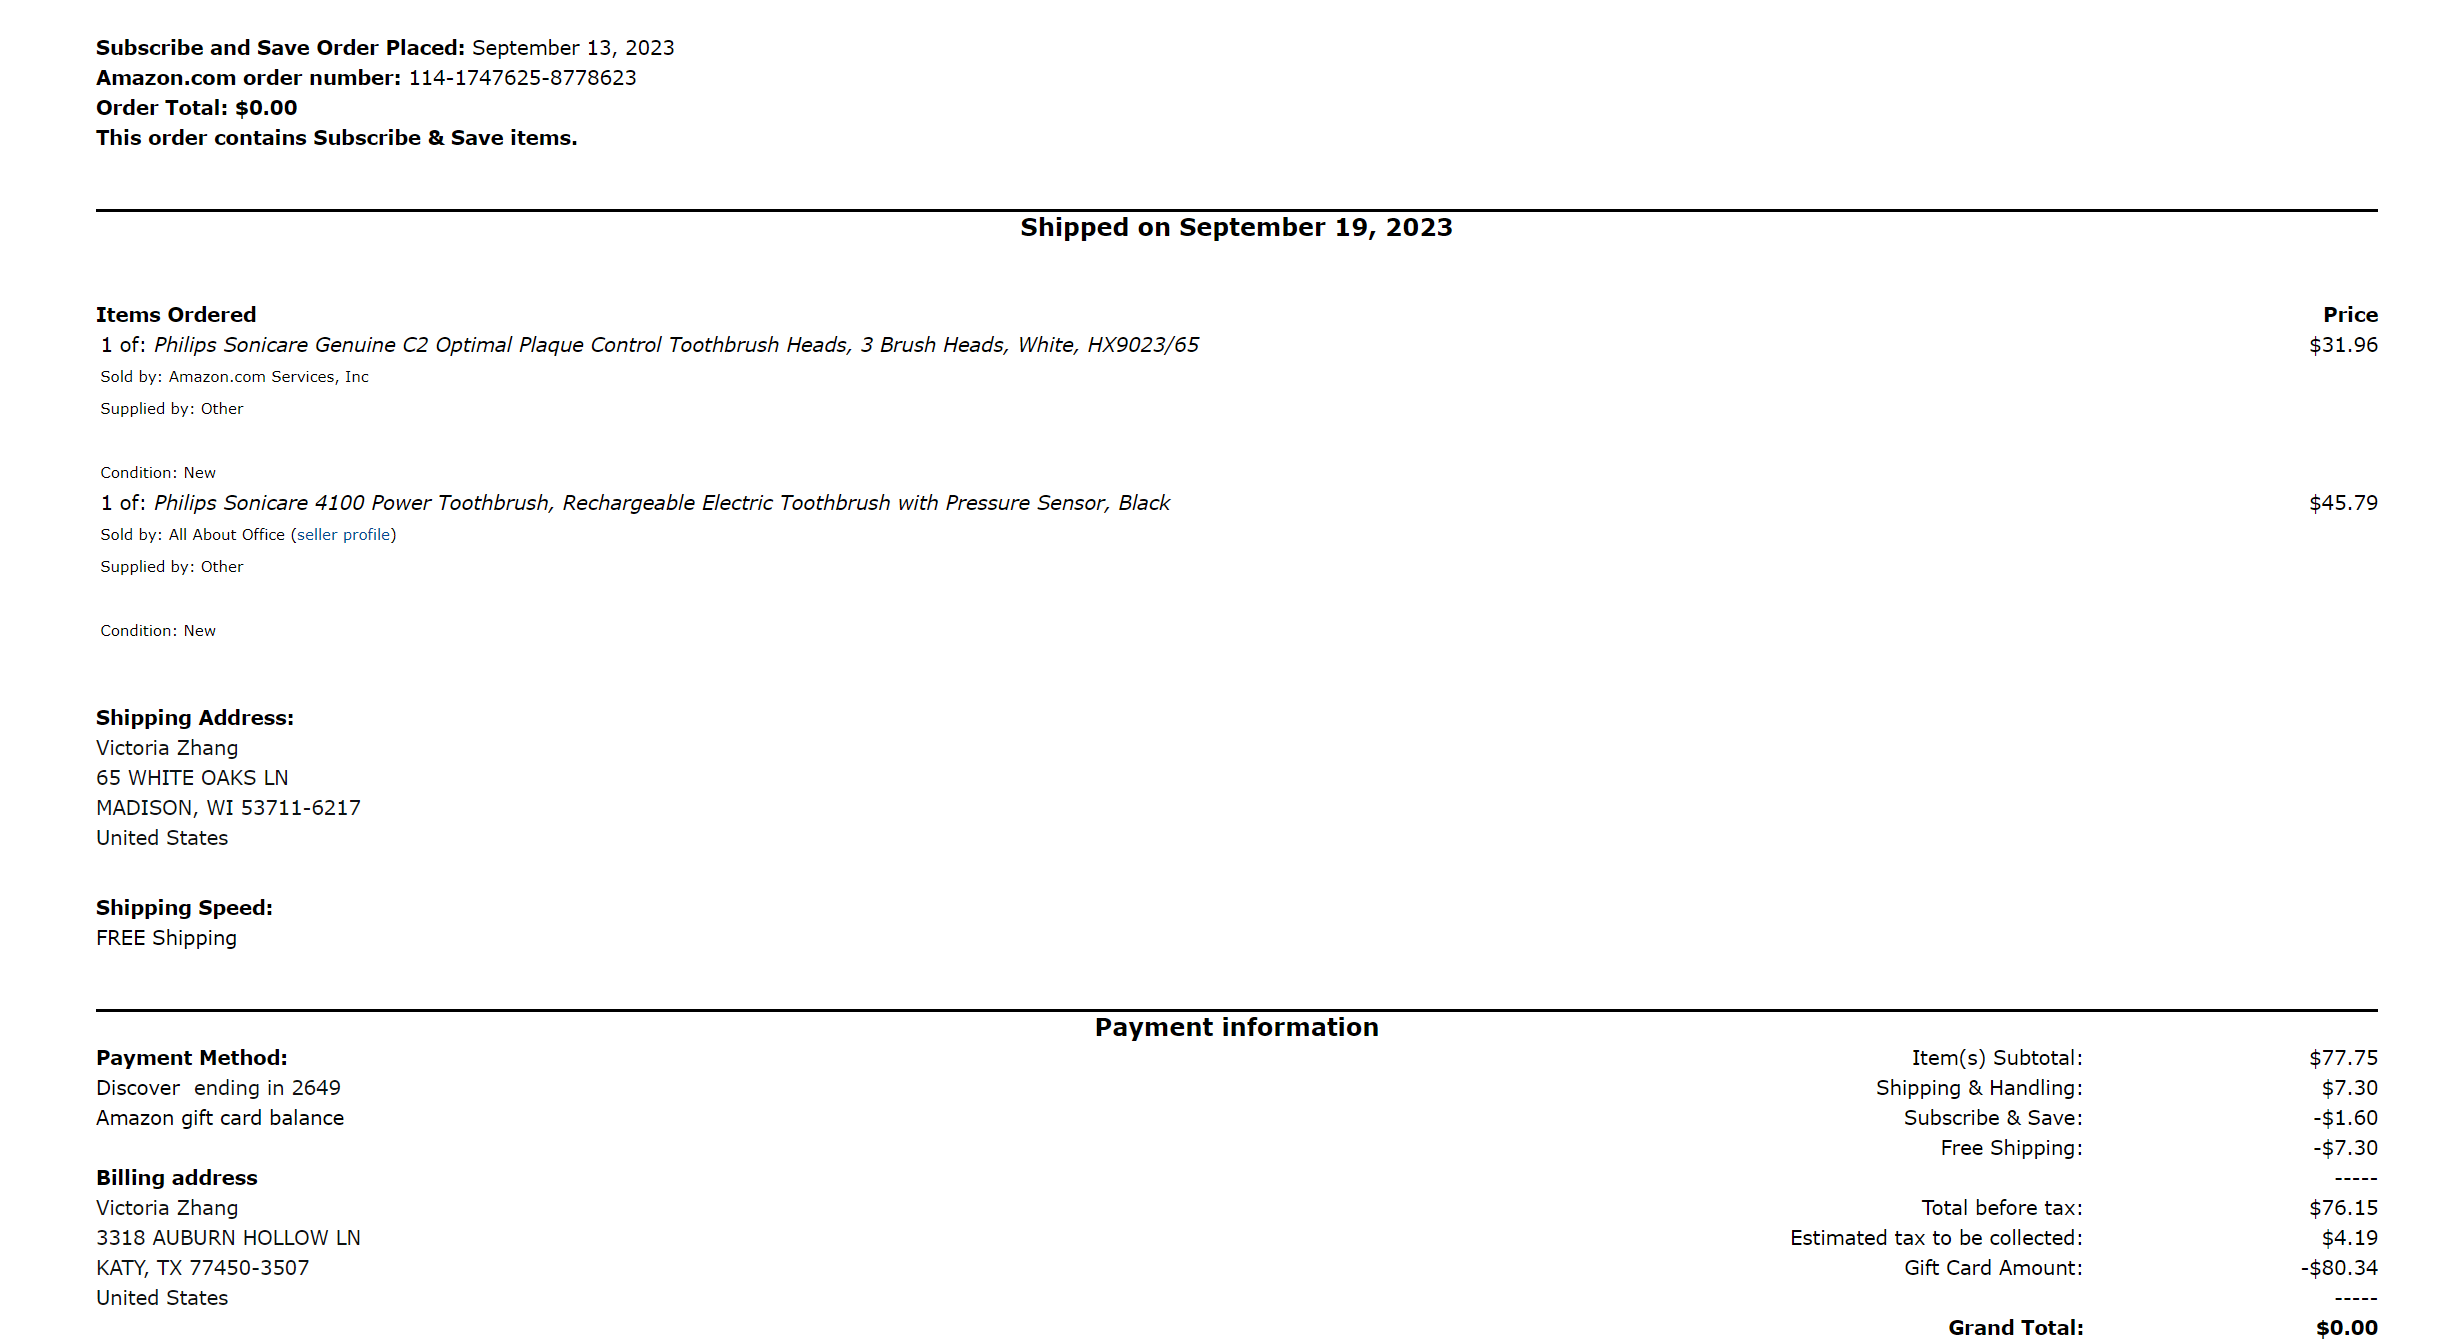 Subscribe and Save Order Placed: September 13, 2023
Amazon.com order number: 114-1747625-8778623
Order Total: $0.00
This order contains Subscribe & Save items.
Shipped on September 19, 2023
Items Ordered Price
1 of: Philips Sonicare Genuine C2 Optimal Plaque Control Toothbrush Heads, 3 Brush Heads, White, HX9023/65 $31.96
Sold by: Amazon.com Services, Inc
Supplied by: Other
Condition: New
1 of: Philips Sonicare 4100 Power Toothbrush, Rechargeable Electric Toothbrush with Pressure Sensor, Black $45.79
Sold by: All About Office (seller profile)
Supplied by: Other
Condition: New
Shipping Address:
Victoria Zhang
65 WHITE OAKS LN
MADISON, WI 53711-6217
United States
Shipping Speed:
FREE Shipping
Payment information
Payment Method: Item(s) Subtotal: $77.75
Discover ending in 2649 Shipping & Handling: $7.30
Amazon gift card balance Subscribe & Save: -$1.60
Free Shipping: -$7.30
Billing address -----
Victoria Zhang Total before tax: $76.15
3318 AUBURN HOLLOW LN Estimated tax to be collected: $4.19
KATY, TX 77450-3507 Gift Card Amount: -$80.34
United States -----
Grand Total: $0.00